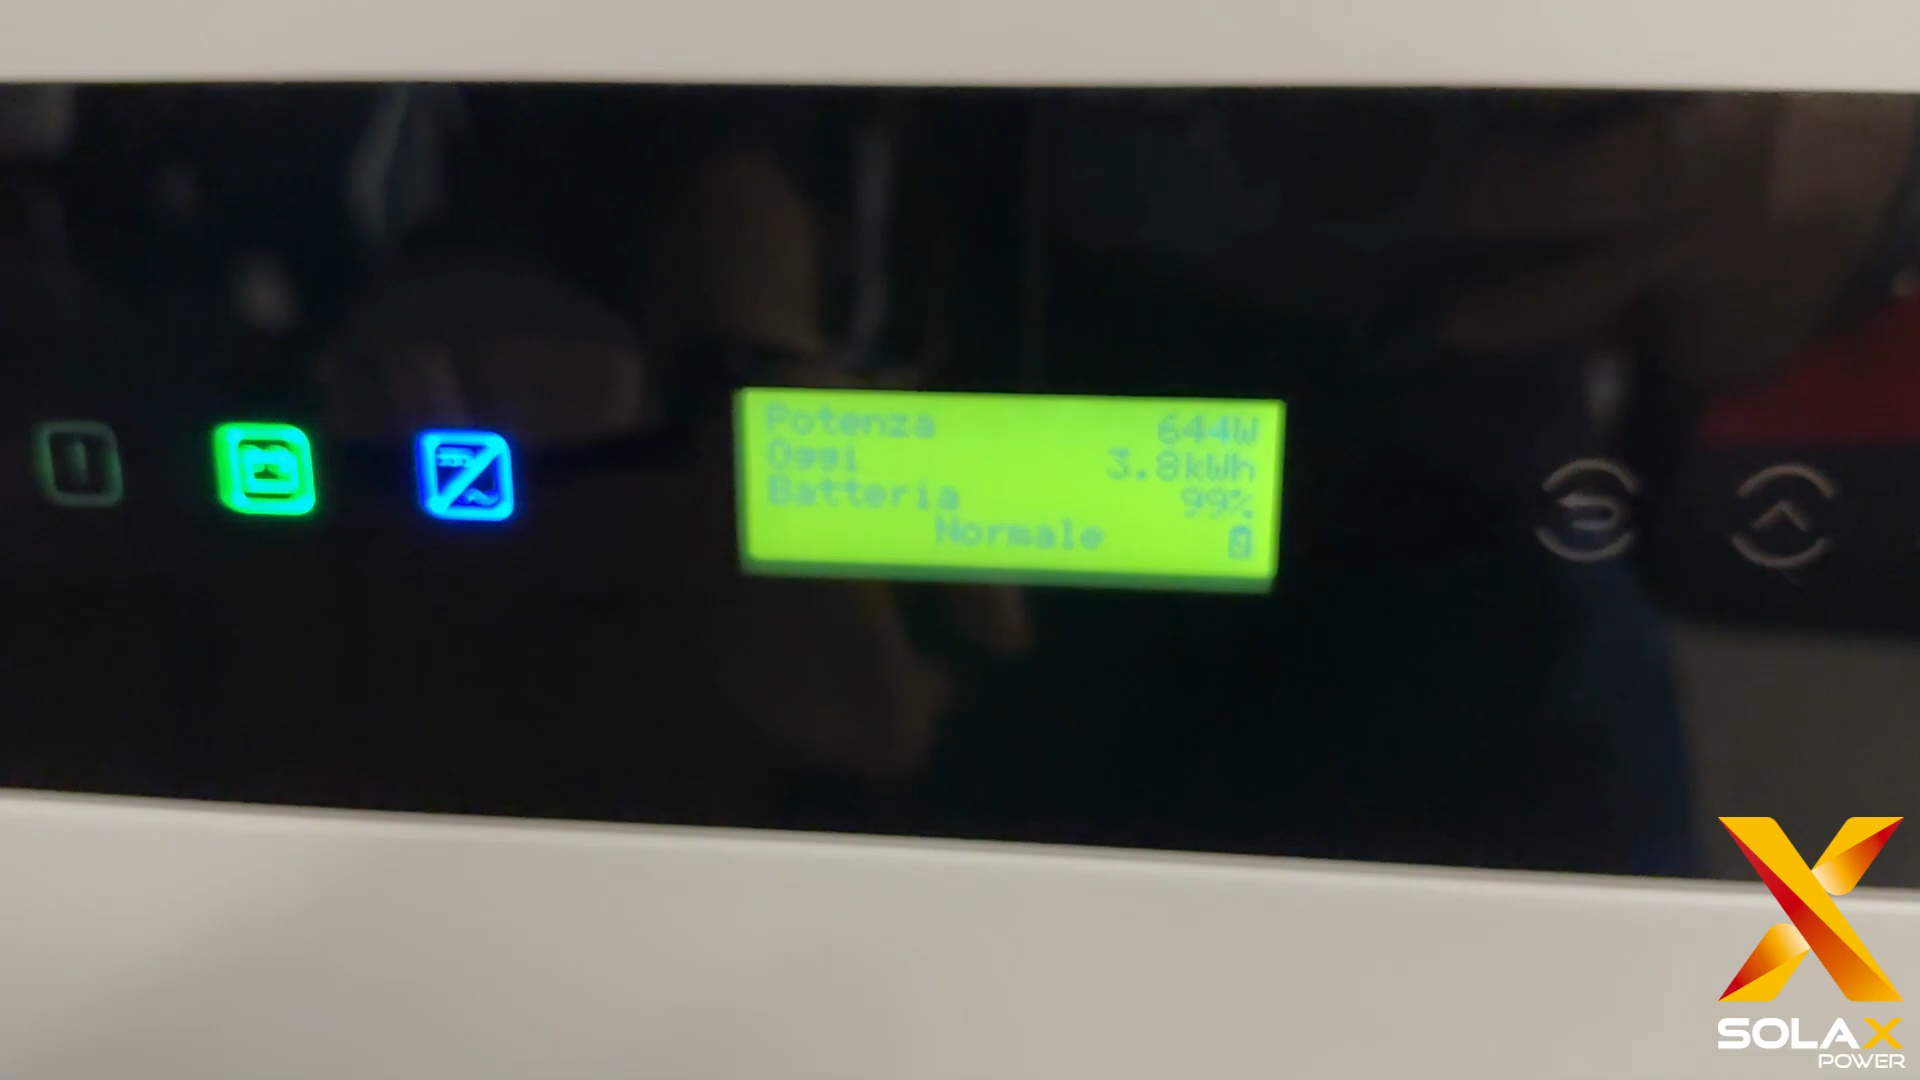 Potenza 644W
Oggi 3.8kWh
Batteria 99%
Normale
SOLAX
POWER